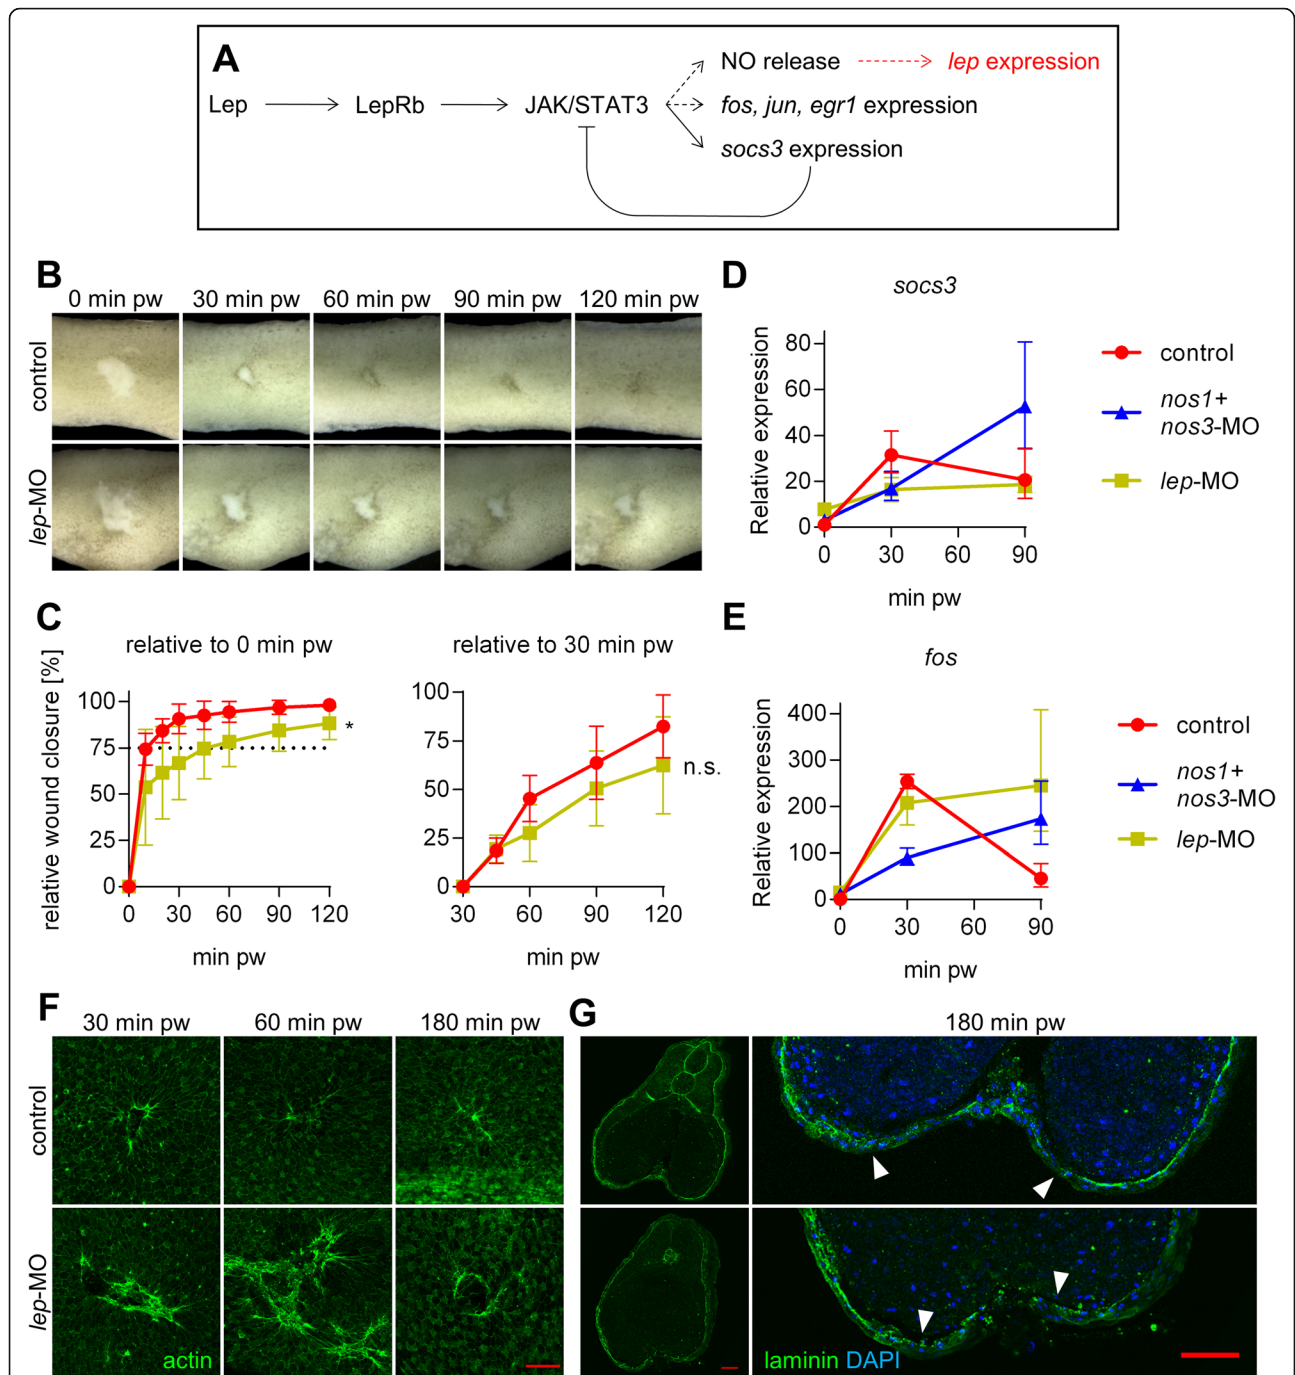 A
NO release
lep expression
Lep
LepRb
JAK/STAT3
fos, jun, egr1 expression
socs3 expression
B
0 min pw
30 min pw
60 min pw
90 min pw
120 min pw
control
lep-MO
C
relative to 0 min pw
relative wound closure [%]
100
75
50
25
0
*
0
30
60
90
120
min pw
relative to 30 min pw
100
75
50
25
0
n.s.
30
60
90
120
min pw
D
socs3
Relative expression
80
60
40
20
0
0
30
60
90
min pw
control
nos1+
nos3-MO
lep-MO
E
fos
Relative expression
400
300
200
100
0
0
30
60
90
min pw
control
nos1+
nos3-MO
lep-MO
F
30 min pw
60 min pw
180 min pw
control
lep-MO
actin
G
180 min pw
laminin DAPI